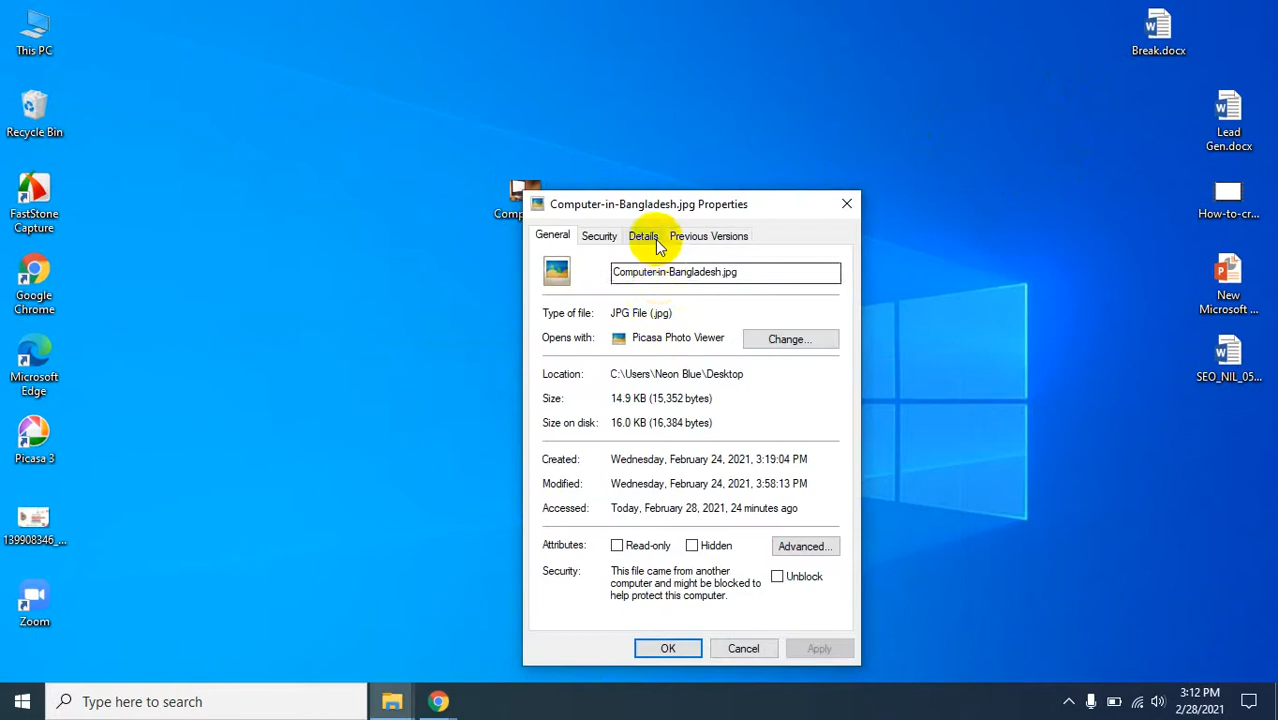 This PC
Recycle Bin
FastStone
Capture
Google
Chrome
Microsoft
Edge
Picasa 3
139908346_...
Zoom
Break.docx
Lead
Gen.docx
How-to-cr...
New
Microsoft ...
SEO_NIL_05...
Computer-in-Bangladesh.jpg Properties
General Security Details Previous Versions
Computer-in-Bangladesh.jpg
Type of file: JPG File (.jpg)
Opens with: Picasa Photo Viewer Change...
Location: C:\Users\Neon Blue\Desktop
Size: 14.9 KB (15,352 bytes)
Size on disk: 16.0 KB (16,384 bytes)
Created: Wednesday, February 24, 2021, 3:19:04 PM
Modified: Wednesday, February 24, 2021, 3:58:13 PM
Accessed: Today, February 28, 2021, 24 minutes ago
Attributes: Read-only Hidden Advanced...
Security: This file came from another
computer and might be blocked to
help protect this computer.
Unblock
OK Cancel Apply
Type here to search
3:12 PM
2/28/2021